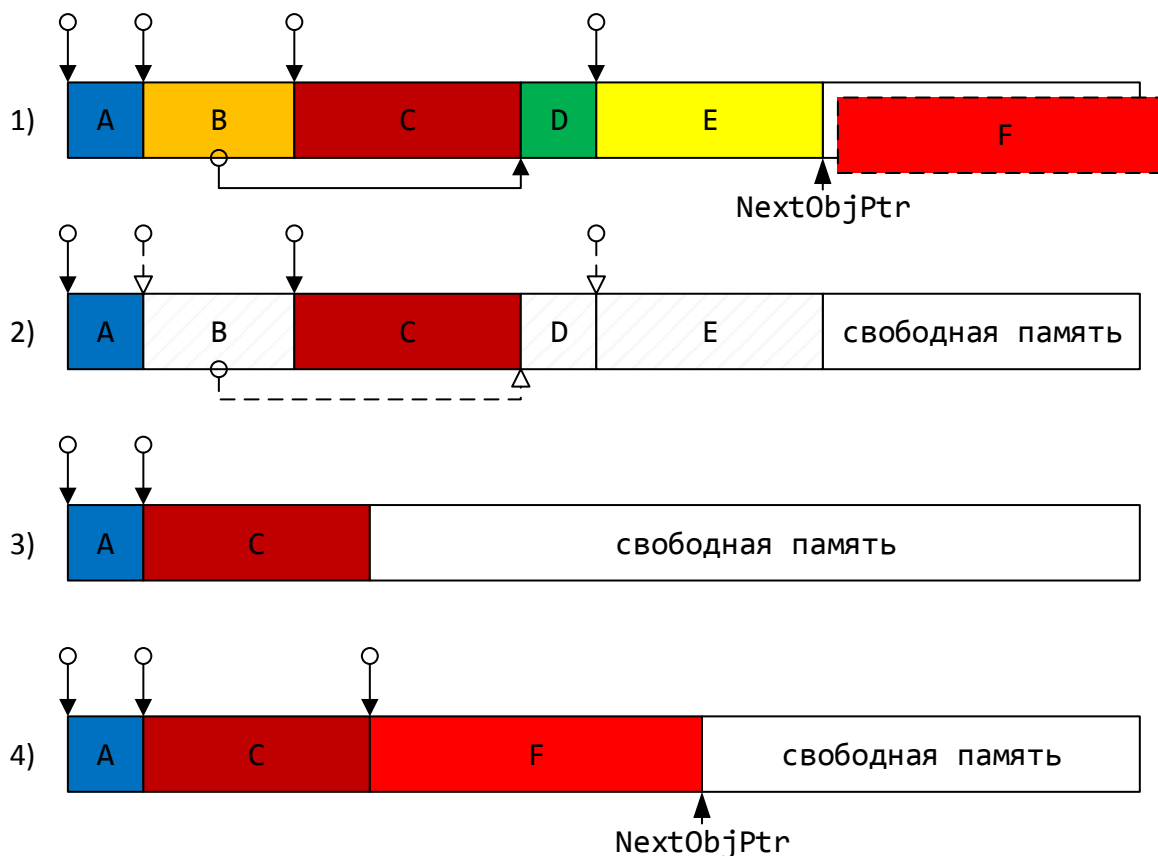 1) A B C D E F
NextObjPtr
2) A B C D E свободная память
3) A C свободная память
4) A C F свободная память
NextObjPtr